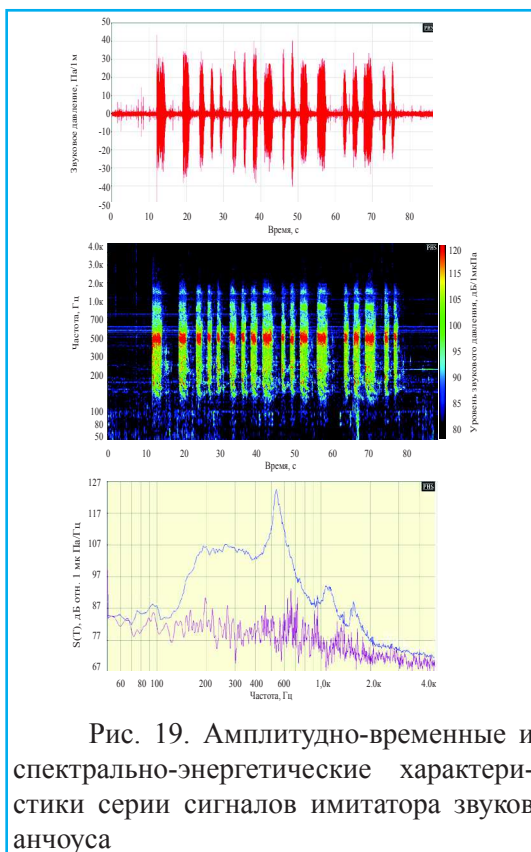 Звуковое давление, Па/1м
50
40
30
20
10
0
-10
-20
-30
-40
-50
PHS
0 10 20 30 40 50 60 70 80
Время, с
Частота, Гц
4.0к
3.0к
2.0к
1.0к
700
500
300
200
100
80
50
PHS
0 10 20 30 40 50 60 70 80
Время, с
120
115
110
105
100
95
90
85
80
Уровень звукового давления, дБ/1мкПа
S(T), дБ отн. 1 мк Па/Гц
127
117
107
97
87
77
67
PHS
60 80 100 200 300 400 600 1,0к 2.0к 4.0к
Частота, Гц
Рис. 19. Амплитудно-временные и
спектрально-энергетические характери-
стики серии сигналов имитатора звуков
анчоуса